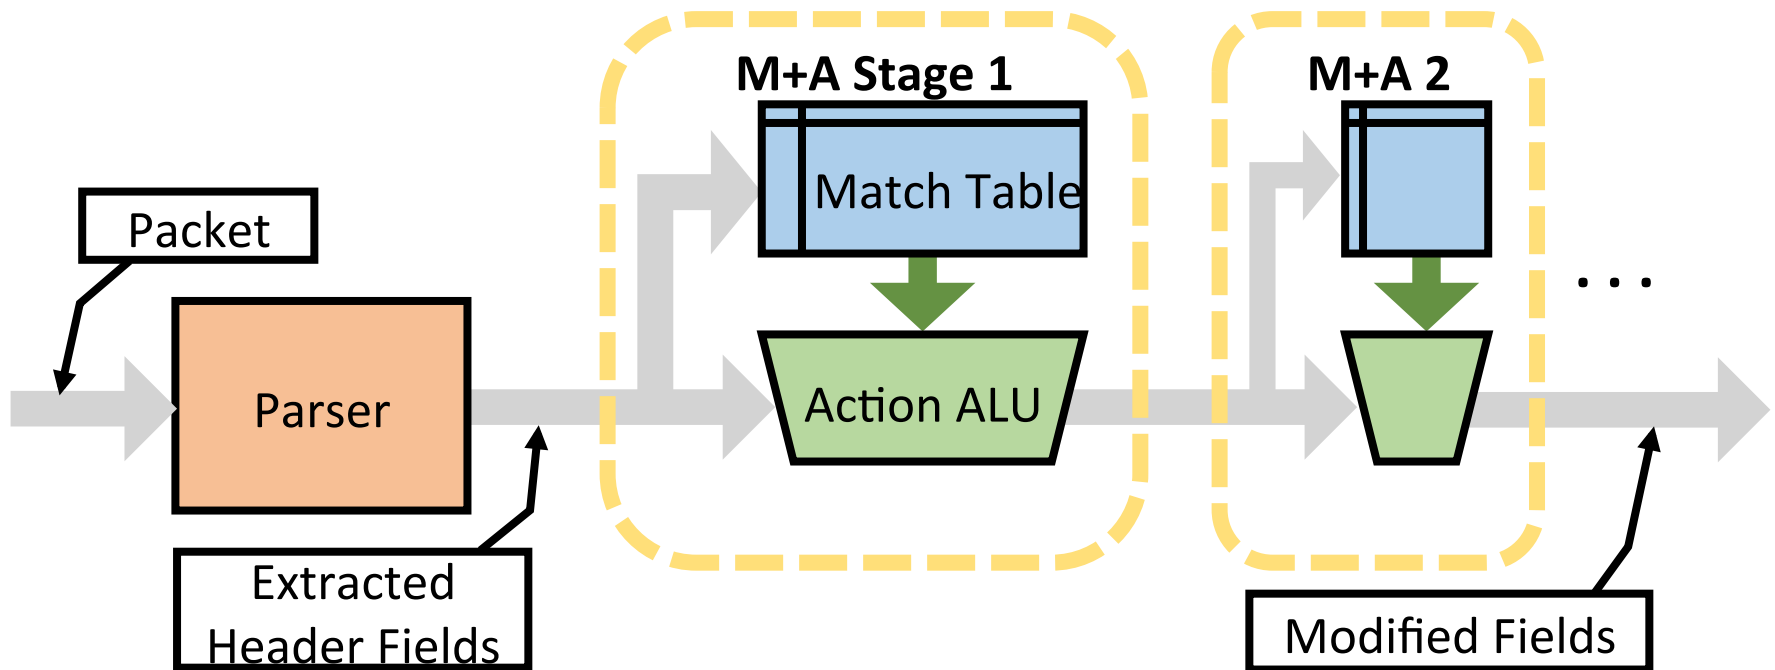 M+A Stage 1
M+A 2
Match Table
Packet
...
Parser
Action ALU
Extracted
Header Fields
Modified Fields